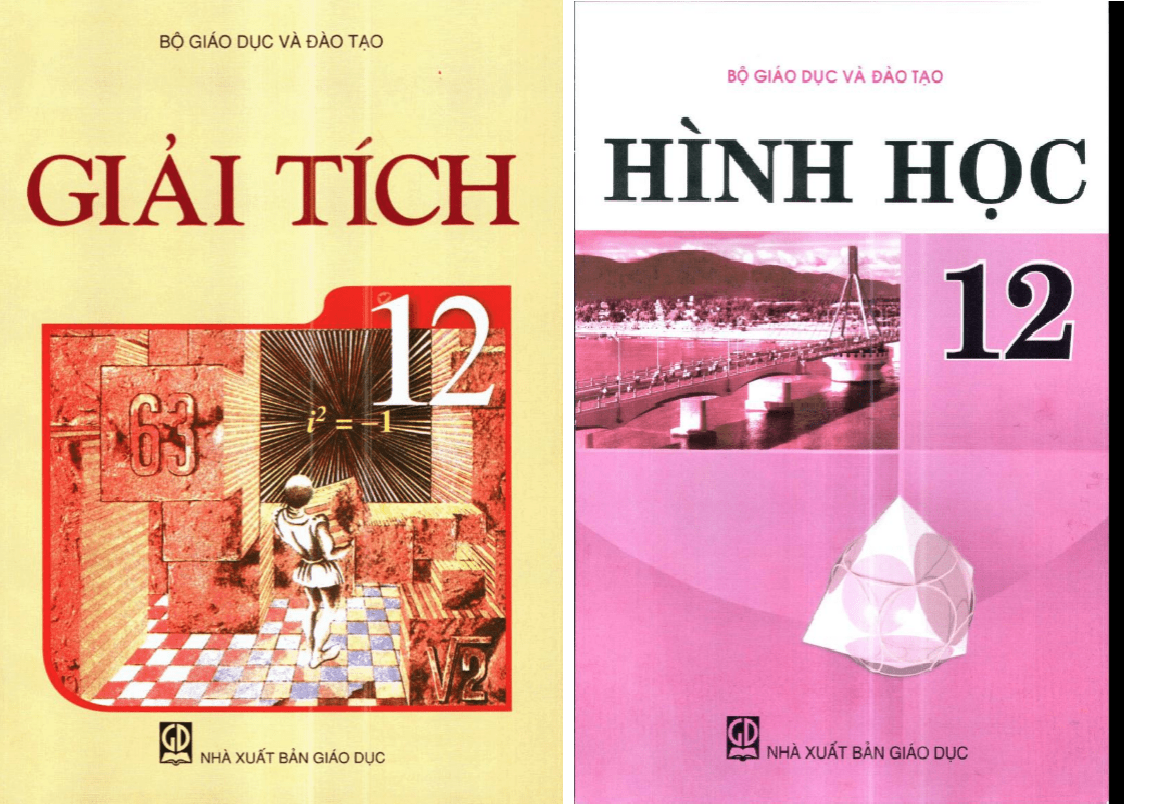 BỘ GIÁO DỤC VÀ ĐÀO TẠO
GIẢI TÍCH
12
63
i² = –1
√2
GD
NHÀ XUẤT BẢN GIÁO DỤC
BỘ GIÁO DỤC VÀ ĐÀO TẠO
HÌNH HỌC
12
GD
NHÀ XUẤT BẢN GIÁO DỤC